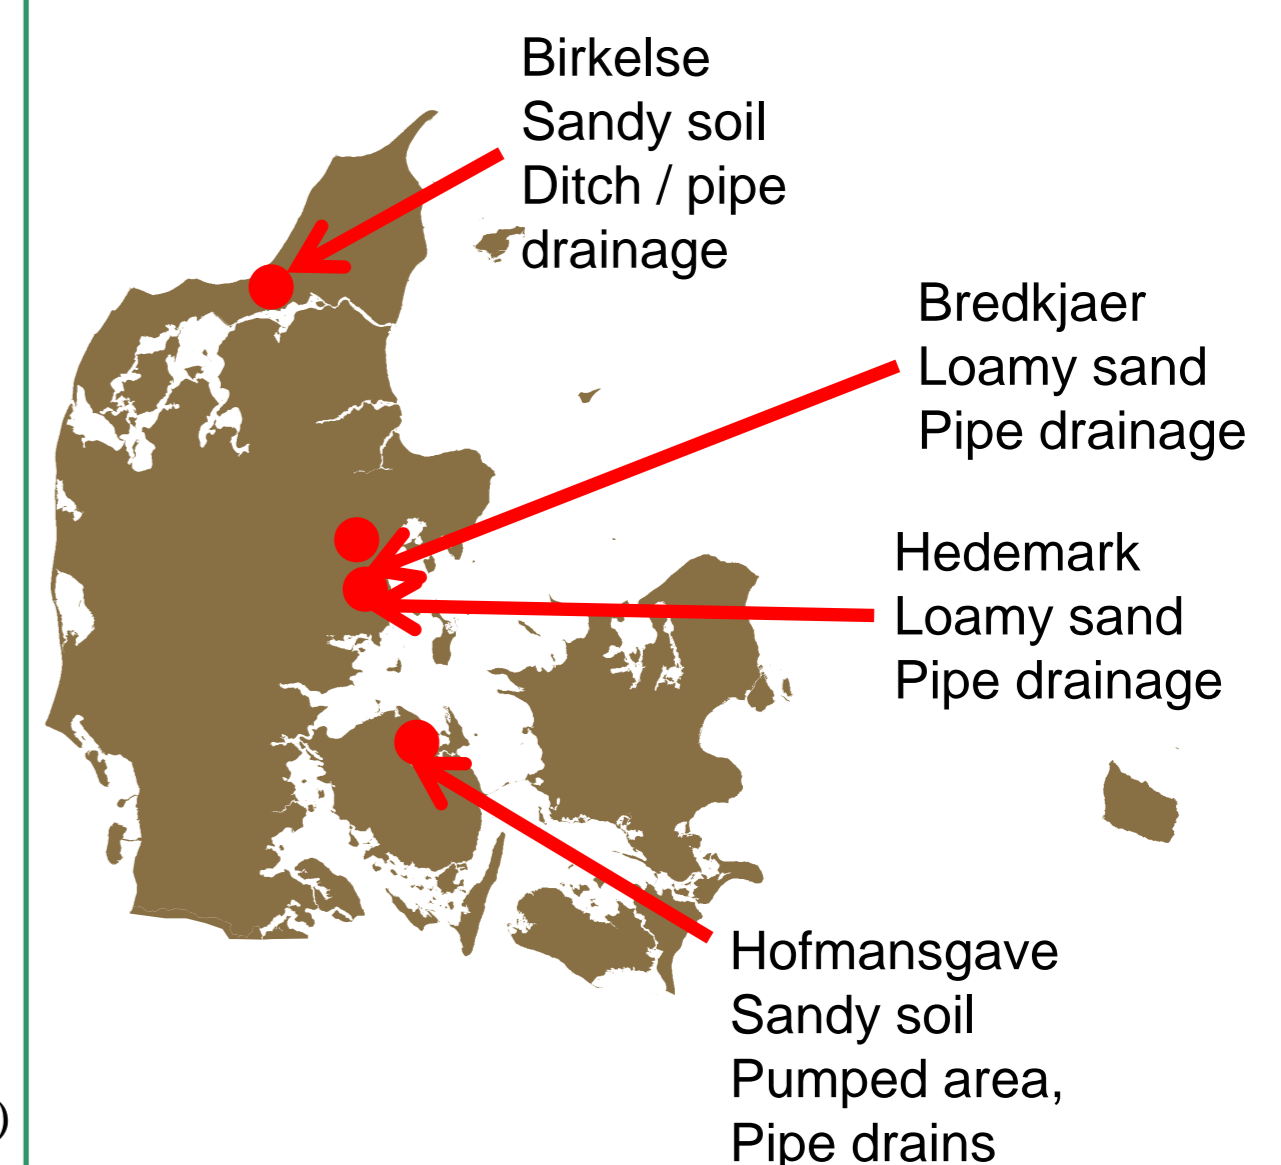 Birkelse
Sandy soil
Ditch / pipe
drainage
Bredkjaer
Loamy sand
Pipe drainage
Hedemark
Loamy sand
Pipe drainage
Hofmansgave
Sandy soil
Pumped area,
Pipe drains
)